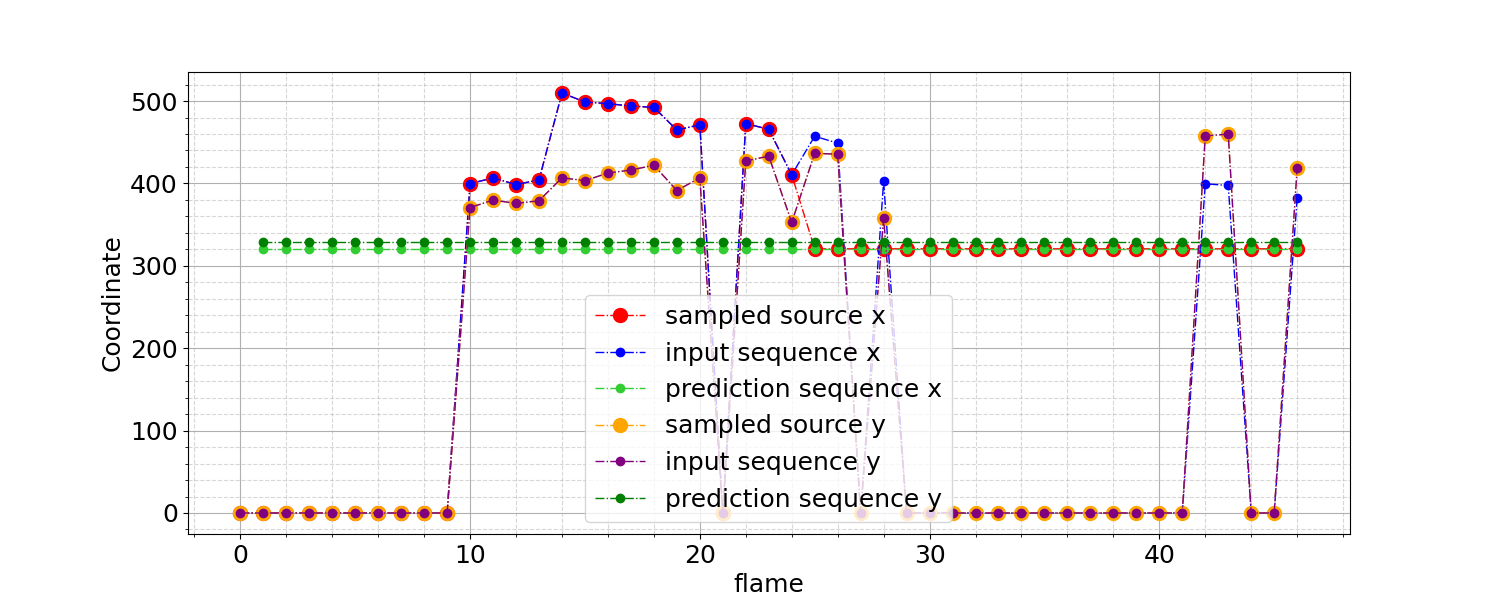 500
400
300
200
100
0
Coordinate
sampled source x
input sequence x
prediction sequence x
sampled source y
input sequence y
prediction sequence y
0 10 20 30 40
flame